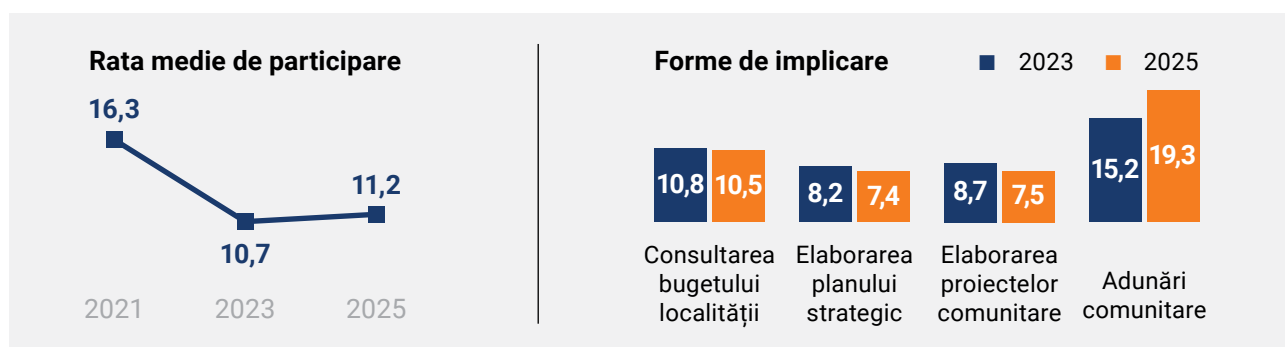 Rata medie de participare
16,3
11,2
10,7
2021 2023 2025
Forme de implicare 2023 2025
10,8 10,5 8,2 7,4 8,7 7,5 15,2 19,3
Consultarea
bugetului
localității
Elaborarea
planului
strategic
Elaborarea
proiectelor
comunitare
Adunări
comunitare